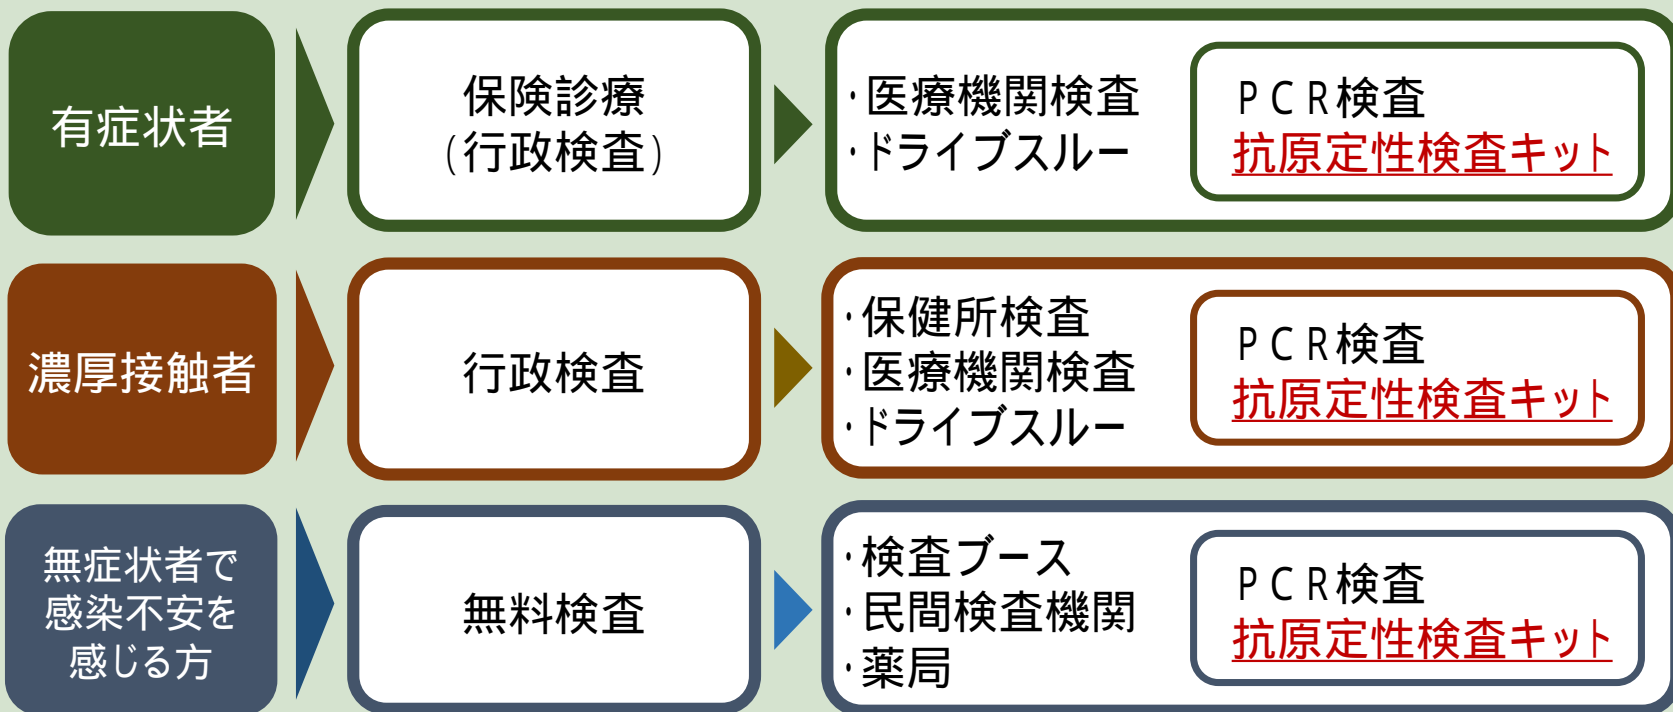 有症状者
保険診療
(行政検査)
・医療機関検査
・ドライブスルー
PCR検査
抗原定性検査キット
濃厚接触者
行政検査
・保健所検査
・医療機関検査
・ドライブスルー
PCR検査
抗原定性検査キット
無症状者で
感染不安を
感じる方
無料検査
・検査ブース
・民間検査機関
・薬局
PCR検査
抗原定性検査キット